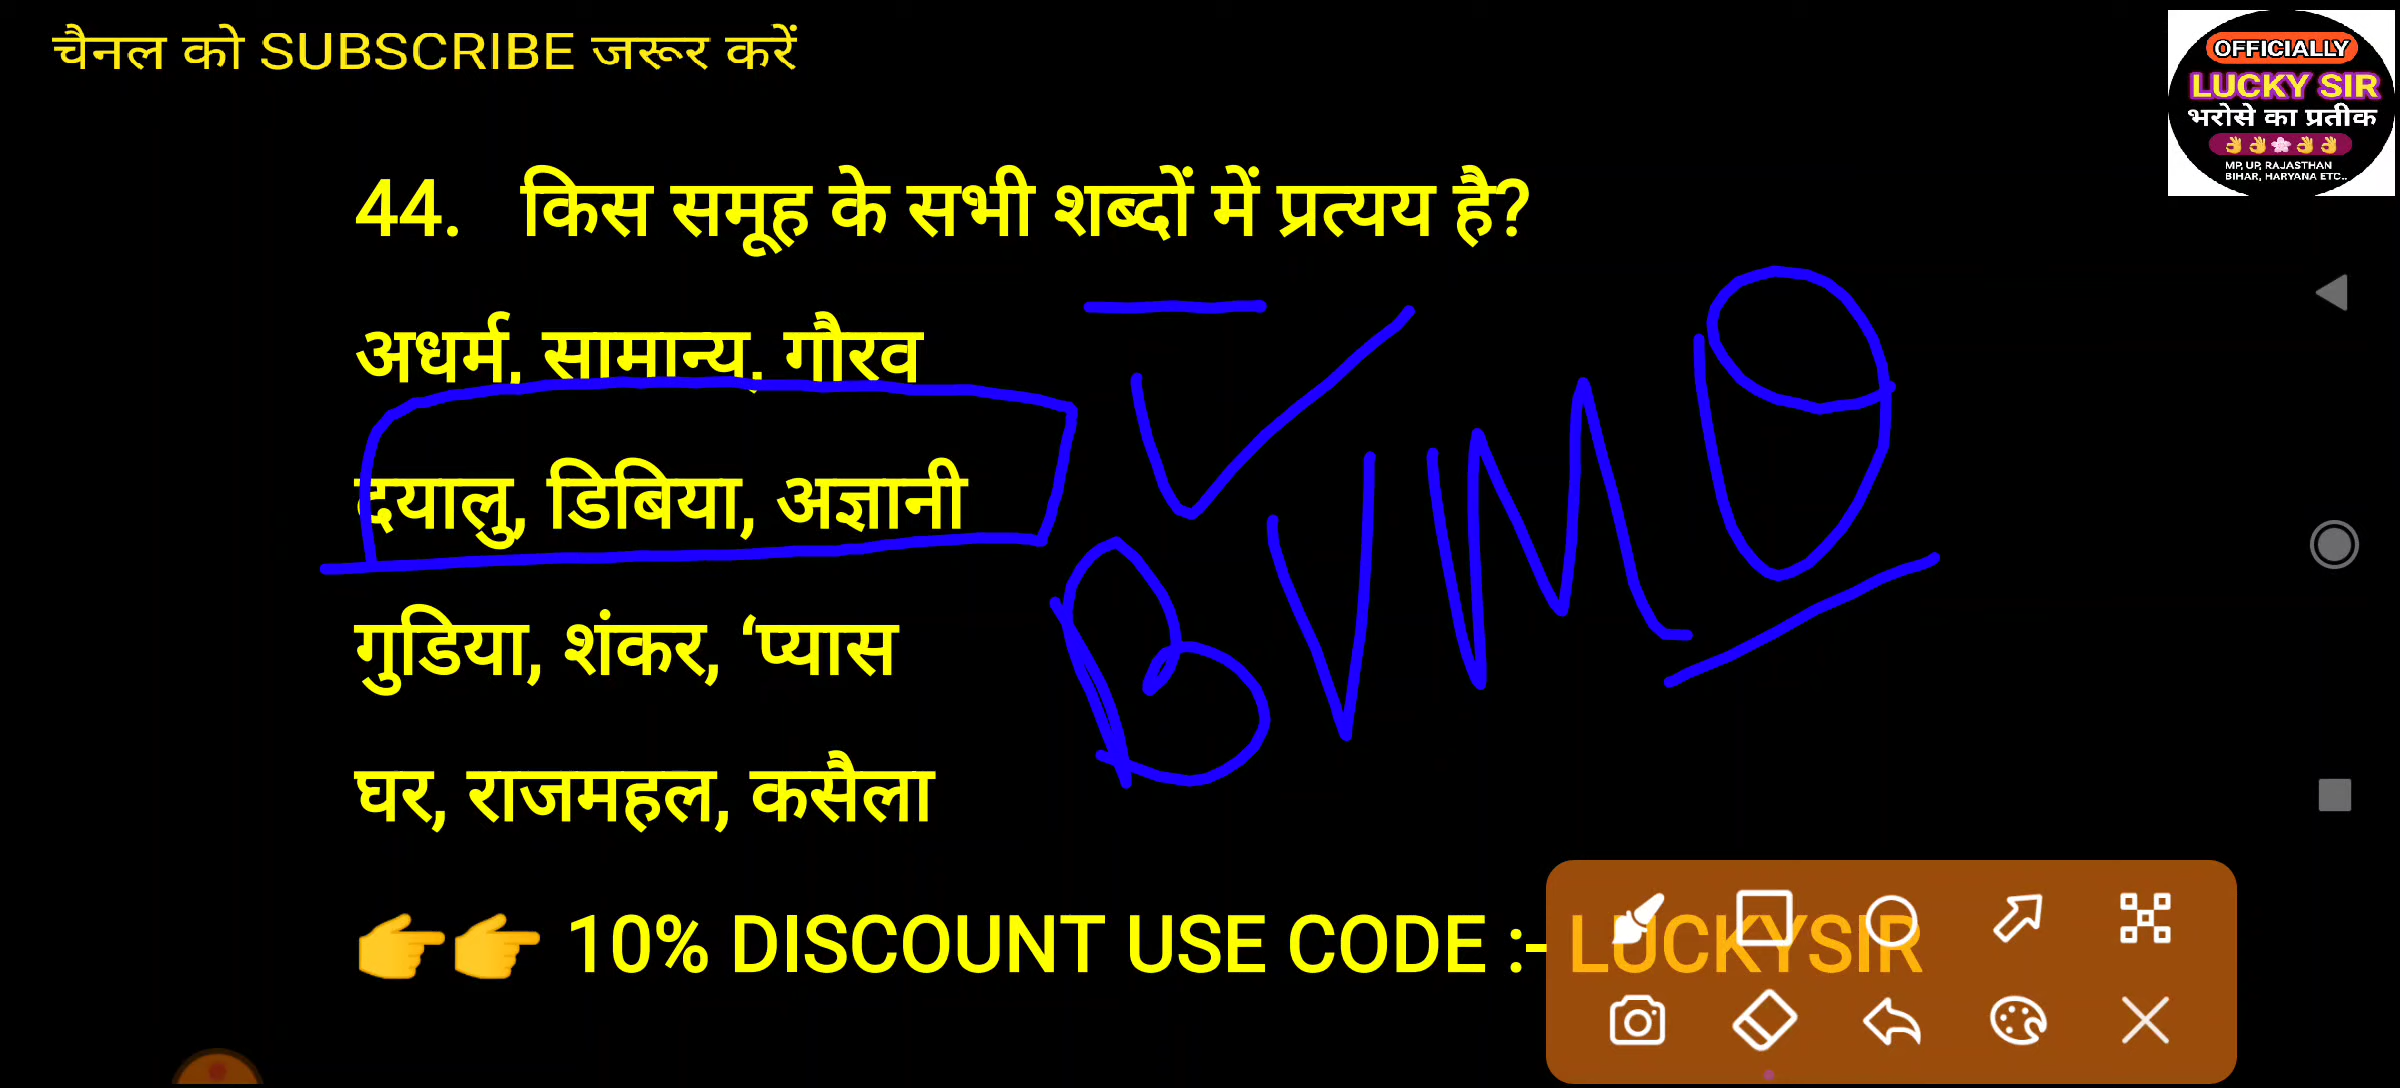 चैनल को SUBSCRIBE जरूर करें
OFFICIALLY
LUCKY SIR
भरोसे का प्रतीक
MP, UP, RAJASTHAN
BIHAR, HARYANA ETC..
44. किस समूह के सभी शब्दों में प्रत्यय है?
अधर्म, सामान्य, गौरव
दयालु, डिबिया, अज्ञानी
गुडिया, शंकर, ‘प्यास
घर, राजमहल, कसैला
👉👉 10% DISCOUNT USE CODE :- LUCKYSIR